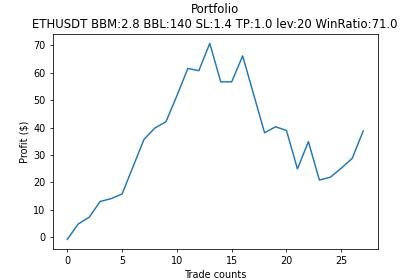 Portfolio
ETHUSDT BBM:2.8 BBL:140 SL:1.4 TP:1.0 lev:20 WinRatio:71.0
70
60
50
40
30
20
10
0
Profit ($)
0 5 10 15 20 25
Trade counts